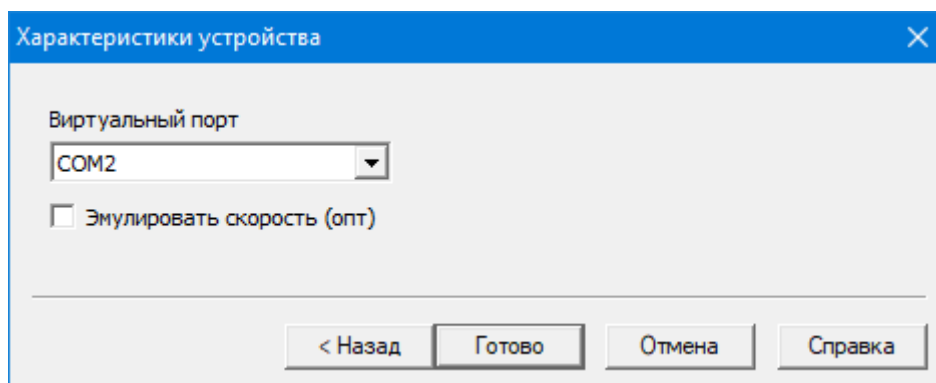 Характеристики устройства
Виртуальный порт
COM2
Эмулировать скорость (опт)
< Назад Готово Отмена Справка